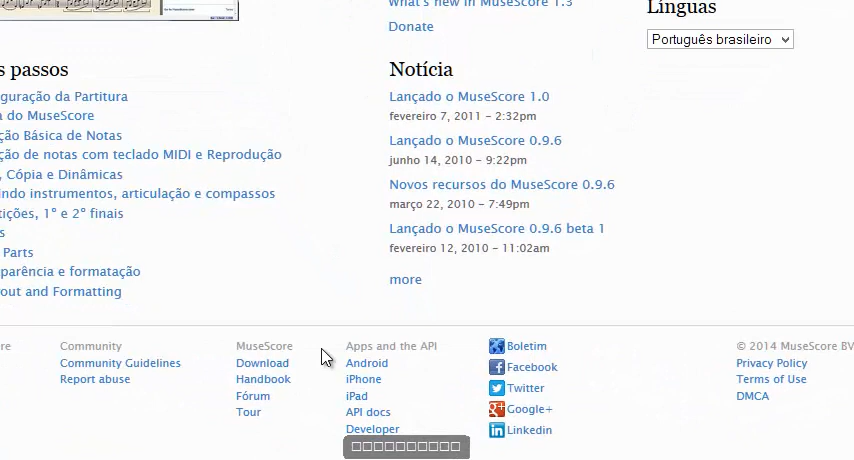 What's new in MuseScore 1.3
Donate
Línguas
Português brasileiro
s passos
guração da Partitura
a do MuseScore
ção Básica de Notas
ção de notas com teclado MIDI e Reprodução
, Cópia e Dinâmicas
indo instrumentos, articulação e compassos
tições, 1º e 2º finais
s
Parts
parência e formatação
out and Formatting
Notícia
Lançado o MuseScore 1.0
fevereiro 7, 2011 - 2:32pm
Lançado o MuseScore 0.9.6
junho 14, 2010 - 9:22pm
Novos recursos do MuseScore 0.9.6
março 22, 2010 - 7:49pm
Lançado o MuseScore 0.9.6 beta 1
fevereiro 12, 2010 - 11:02am
more
re
Community
Community Guidelines
Report abuse
MuseScore
Download
Handbook
Fórum
Tour
Apps and the API
Android
iPhone
iPad
API docs
Developer
Boletim
Facebook
Twitter
Google+
Linkedin
© 2014 MuseScore BV
Privacy Policy
Terms of Use
DMCA